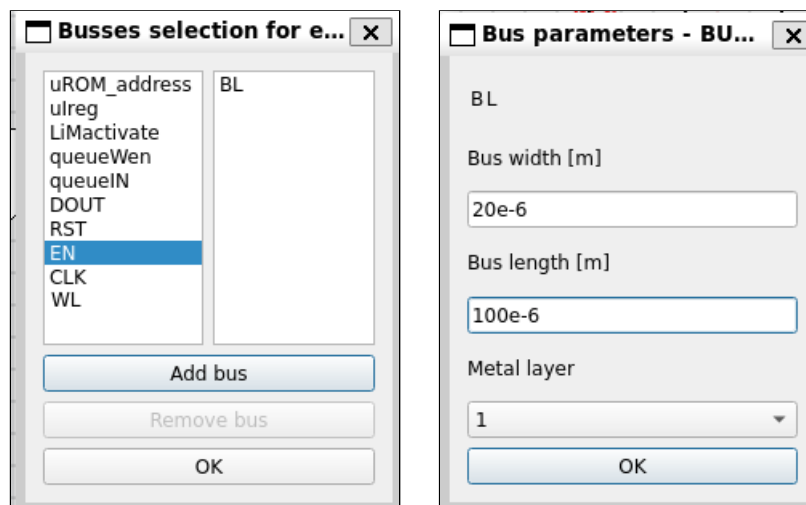 Busses selection for e...
uROM_address
uIreg
LiMactivate
queueWen
queueIN
DOUT
RST
EN
CLK
WL
BL
Add bus
Remove bus
OK
Bus parameters - BU...
BL
Bus width [m]
20e-6
Bus length [m]
100e-6
Metal layer
1
OK